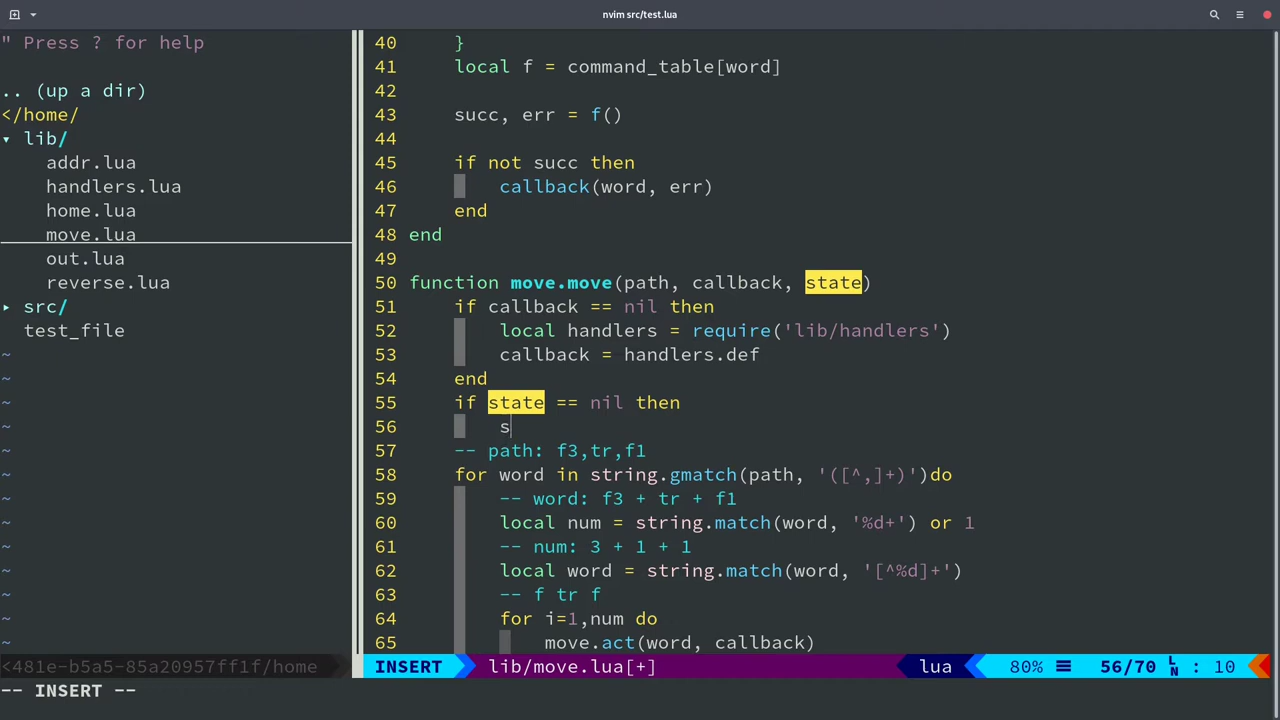 nvim src/test.lua
" Press ? for help
.. (up a dir)
</home/
▾ lib/
addr.lua
handlers.lua
home.lua
move.lua
out.lua
reverse.lua
▸ src/
test_file
~
~
~
~
~
~
~
~
~
~
~
~
~
<481e-b5a5-85a20957ff1f/home
40 }
41 local f = command_table[word]
42
43 succ, err = f()
44
45 if not succ then
46 callback(word, err)
47 end
48 end
49
50 function move.move(path, callback, state)
51 if callback == nil then
52 local handlers = require('lib/handlers')
53 callback = handlers.def
54 end
55 if state == nil then
56 s
57 -- path: f3,tr,f1
58 for word in string.gmatch(path, '([^,]+)')do
59 -- word: f3 + tr + f1
60 local num = string.match(word, '%d+') or 1
61 -- num: 3 + 1 + 1
62 local word = string.match(word, '[^%d]+')
63 -- f tr f
64 for i=1,num do
65 move.act(word, callback)
INSERT lib/move.lua[+] lua 80% ☰ 56/70 LN : 10
-- INSERT --